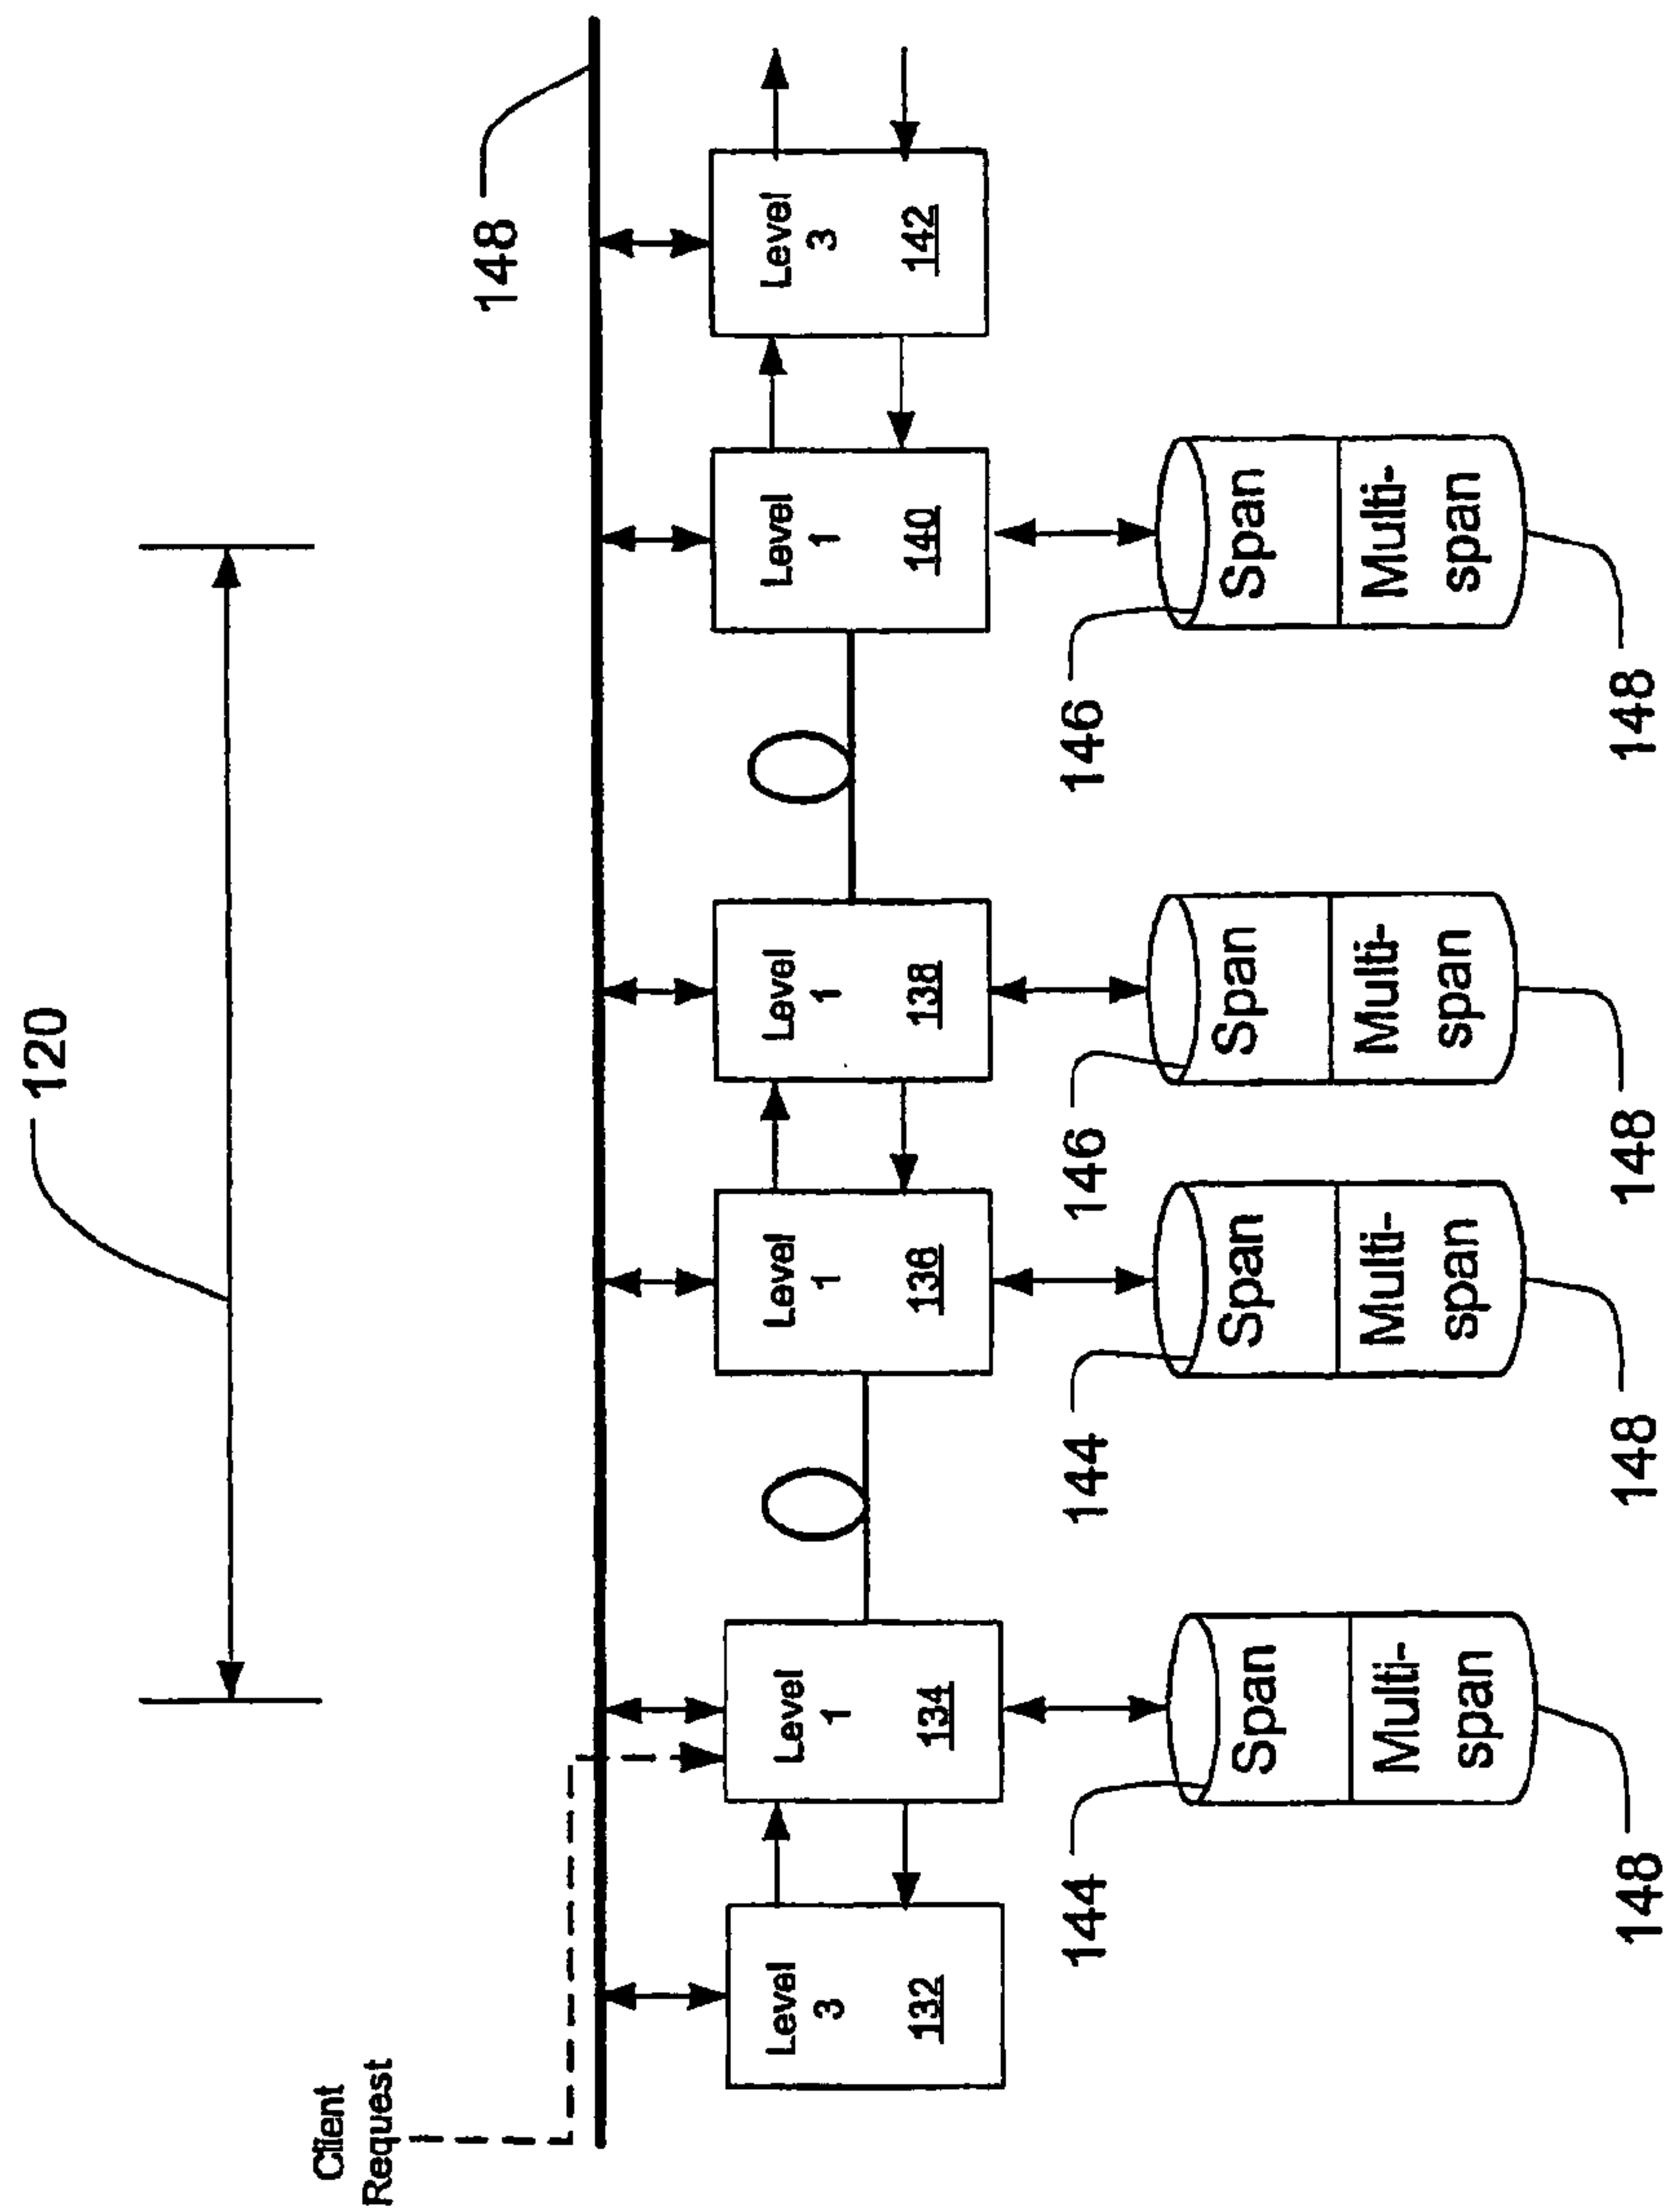 120
148
Client
Request
Level
3
132
Level
1
134
Level
1
136
Level
1
138
Level
1
140
Level
3
142
144
Span
Multi-
span
148
144
Span
Multi-
span
148
146
Span
Multi-
span
148
146
Span
Multi-
span
148